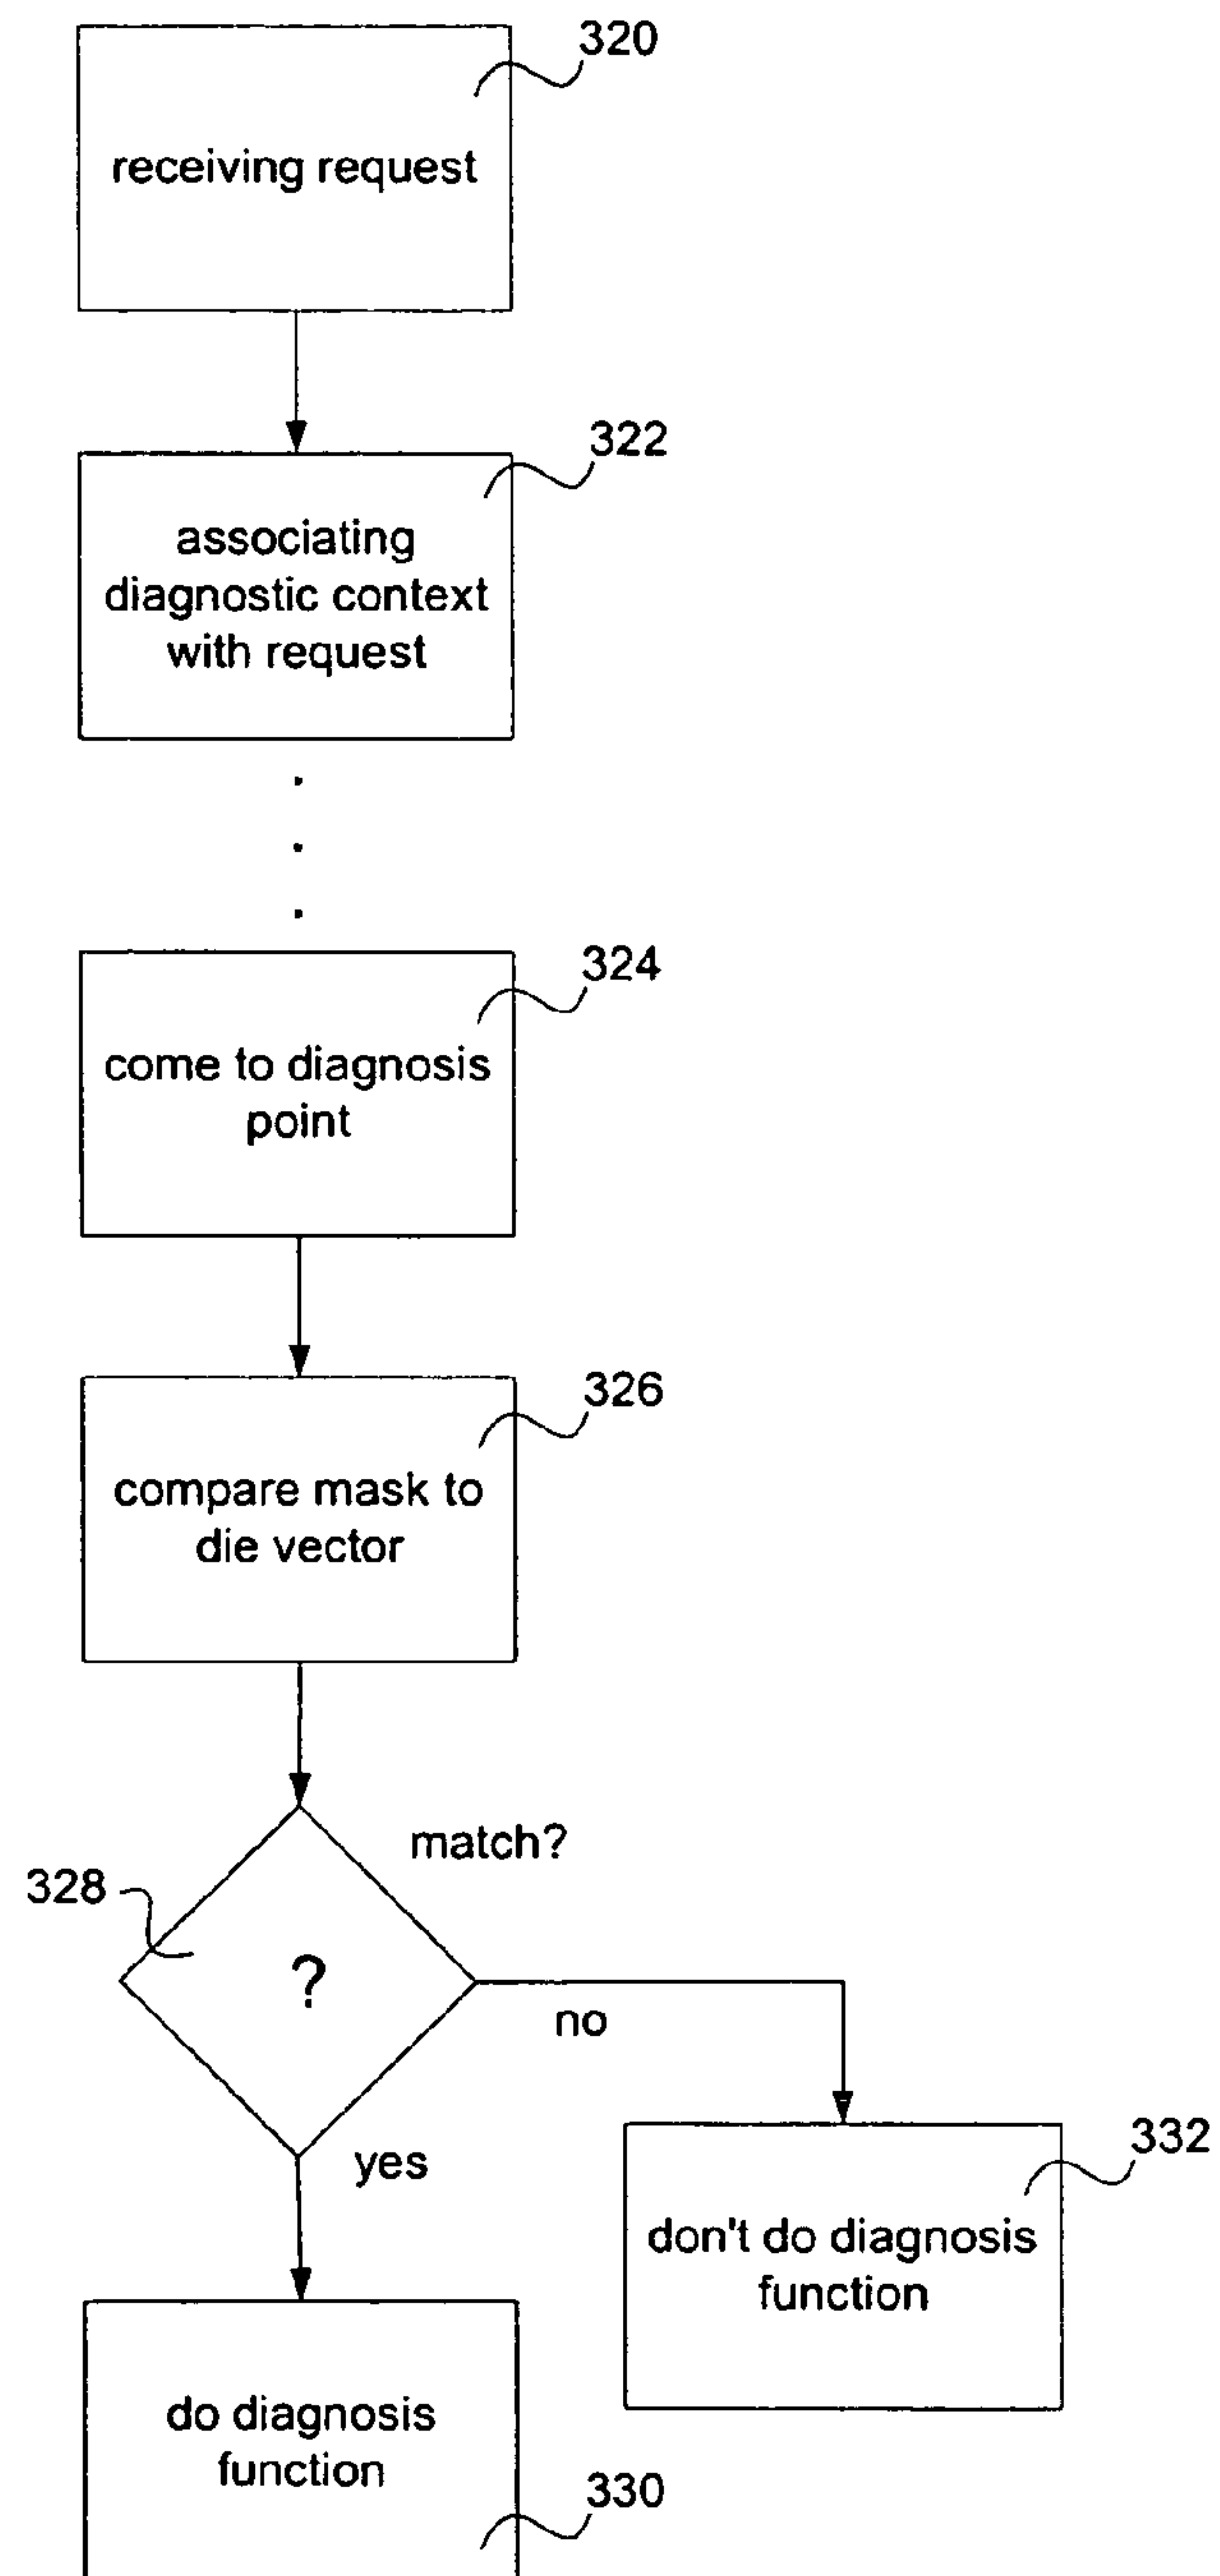 320
receiving request
322
associating
diagnostic context
with request
324
come to diagnosis
point
326
compare mask to
die vector
match?
328
?
no
yes
332
don't do diagnosis
function
do diagnosis
function
330